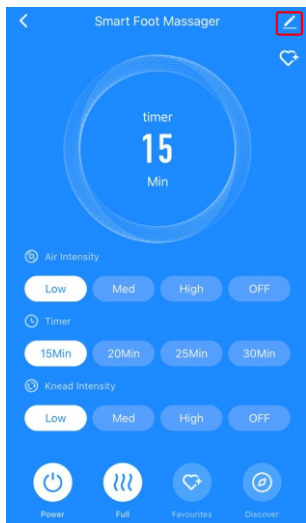 Smart Foot Massager
timer
15
Min
Air Intensity
Low Med High OFF
Timer
15Min 20Min 25Min 30Min
Knead Intensity
Low Med High OFF
Power Full Favourites Discover